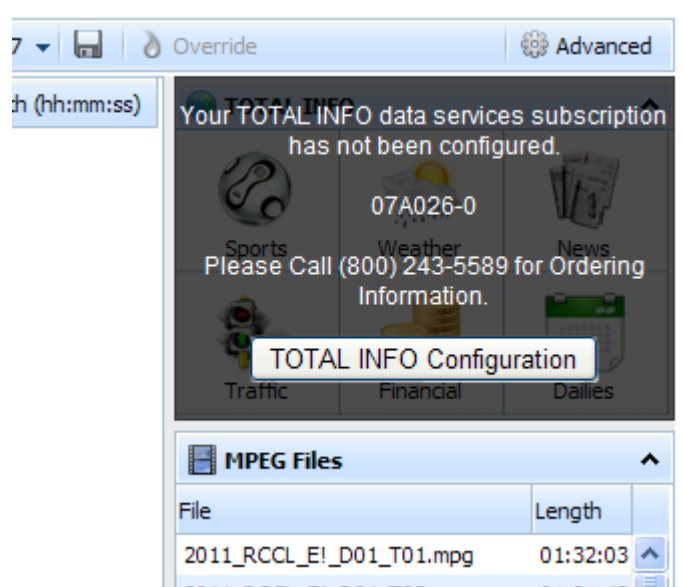 7 Override Advanced
th (hh:mm:ss)
TOTAL INFO
Your TOTAL INFO data services subscription
has not been configured.
07A026-0
Sports Weather News
Please Call (800) 243-5589 for Ordering
Information.
TOTAL INFO Configuration
Traffic Financial Dailies
MPEG Files
File Length
2011_RCCL_E!_D01_T01.mpg 01:32:03